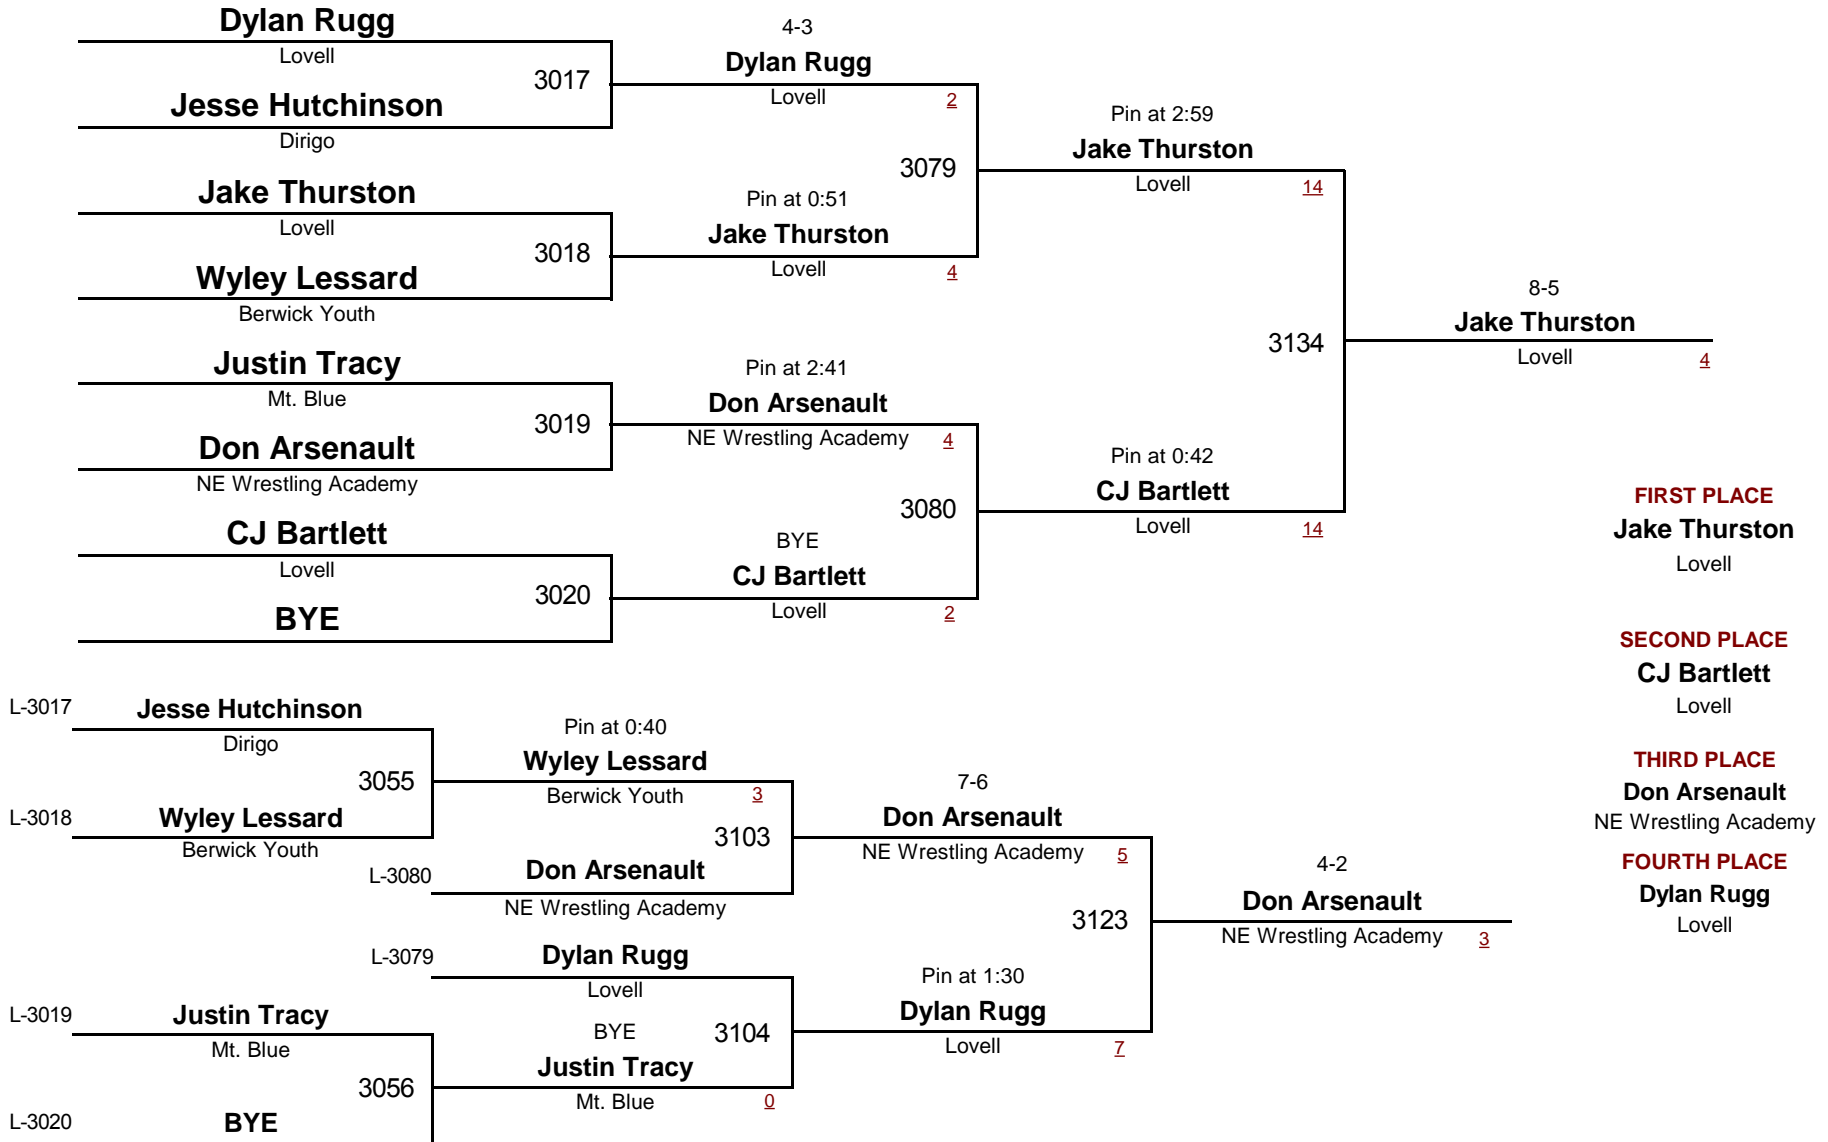 Dylan Rugg
Lovell
3017
Jesse Hutchinson
Dirigo
Jake Thurston
Lovell
3018
Wyley Lessard
Berwick Youth
Justin Tracy
Mt. Blue
3019
Don Arsenault
NE Wrestling Academy
CJ Bartlett
Lovell
3020
BYE
4-3
Dylan Rugg
Lovell 2
3079
Pin at 0:51
Jake Thurston
Lovell 4
Pin at 2:41
Don Arsenault
NE Wrestling Academy 4
3080
BYE
CJ Bartlett
Lovell 2
Pin at 2:59
Jake Thurston
Lovell 14
3134
Pin at 0:42
CJ Bartlett
Lovell 14
8-5
Jake Thurston
Lovell 4
FIRST PLACE
Jake Thurston
Lovell
SECOND PLACE
CJ Bartlett
Lovell
THIRD PLACE
Don Arsenault
NE Wrestling Academy
FOURTH PLACE
Dylan Rugg
Lovell
L-3017 Jesse Hutchinson
Dirigo
3055
L-3018 Wyley Lessard
Berwick Youth
Pin at 0:40
Wyley Lessard
Berwick Youth 3
3103
L-3080 Don Arsenault
NE Wrestling Academy
L-3079 Dylan Rugg
Lovell
L-3019 Justin Tracy
Mt. Blue
3056
L-3020 BYE
BYE 3104
Justin Tracy
Mt. Blue 0
7-6
Don Arsenault
NE Wrestling Academy 5
3123
Pin at 1:30
Dylan Rugg
Lovell 7
4-2
Don Arsenault
NE Wrestling Academy 3